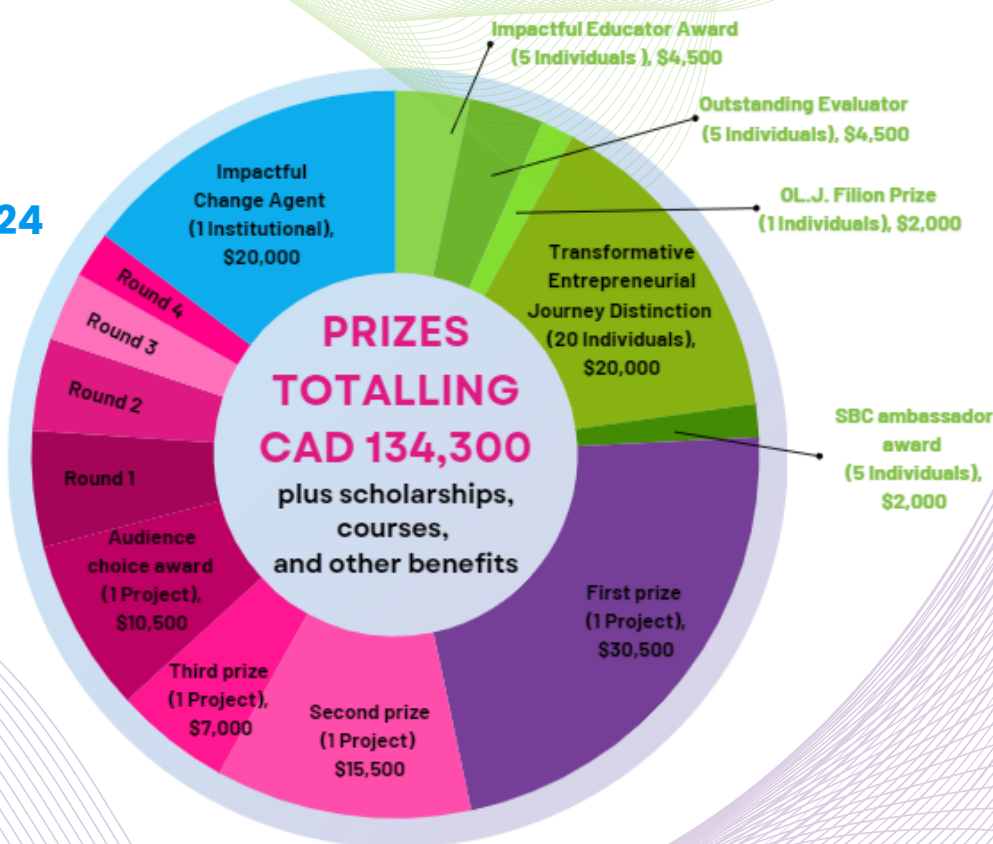 Impactful Educator Award
(5 Individuals ), $4,500
Outstanding Evaluator
(5 Individuals), $4,500
OL.J. Filion Prize
(1 Individuals), $2,000
Transformative
Entrepreneurial
Journey Distinction
(20 Individuals),
$20,000
SBC ambassador
award
(5 Individuals),
$2,000
First prize
(1 Project),
$30,500
Second prize
(1 Project)
$15,500
Third prize
(1 Project),
$7,000
Audience
choice award
(1 Project),
$10,500
Round 1
Round 2
Round 3
Round 4
Impactful
Change Agent
(1 Institutional),
$20,000
24
PRIZES
TOTALLING
CAD 134,300
plus scholarships,
courses,
and other benefits